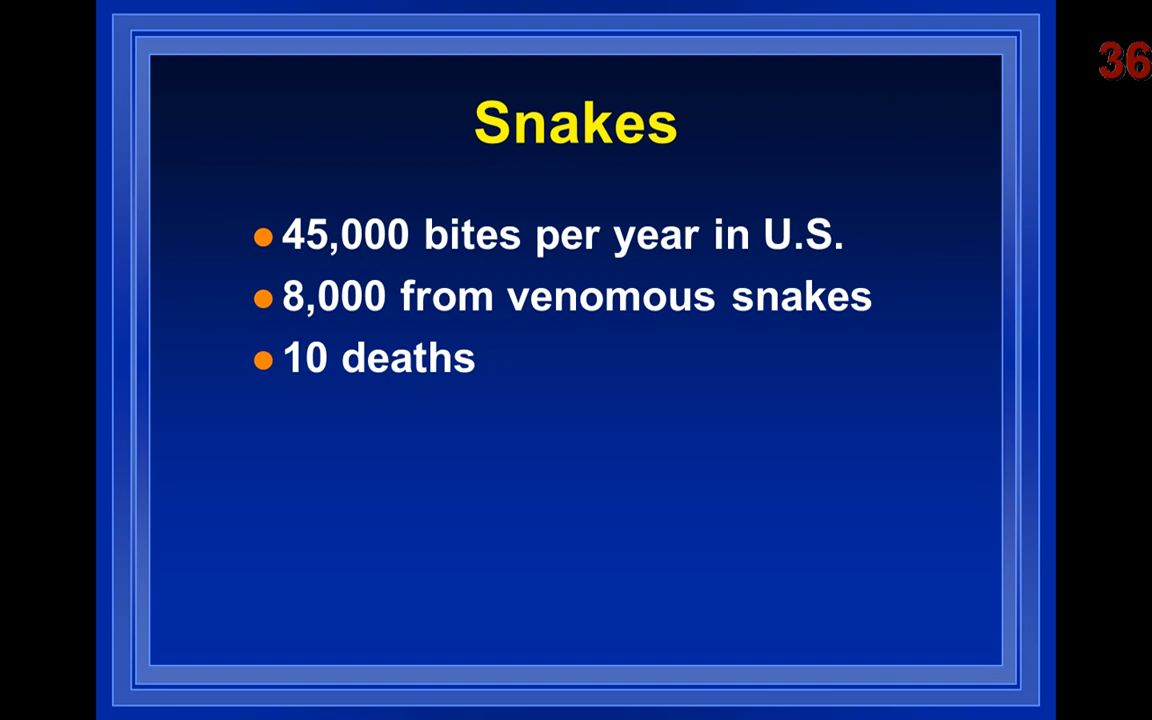 36
Snakes
45,000 bites per year in U.S.
8,000 from venomous snakes
10 deaths